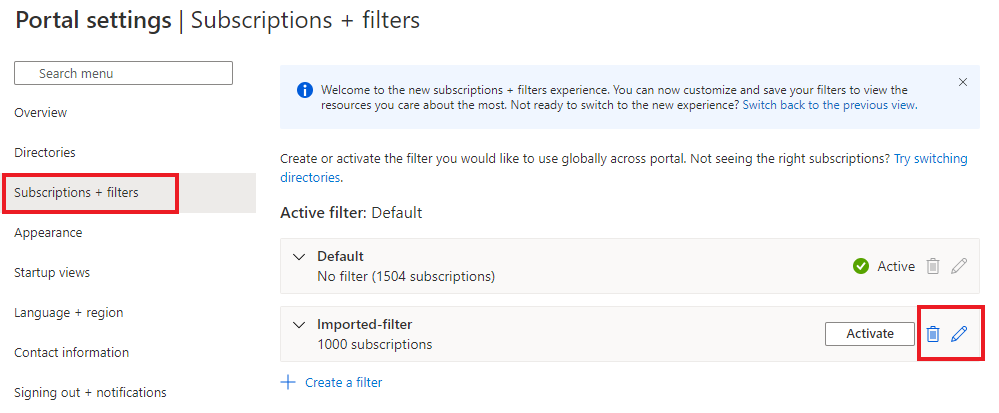 Portal settings | Subscriptions + filters
Search menu
Overview
Directories
Subscriptions + filters
Appearance
Startup views
Language + region
Contact information
Signing out + notifications
Welcome to the new subscriptions + filters experience. You can now customize and save your filters to view the
resources you care about the most. Not ready to switch to the new experience? Switch back to the previous view.
Create or activate the filter you would like to use globally across portal. Not seeing the right subscriptions? Try switching
directories.
Active filter: Default
Default
No filter (1504 subscriptions)
Active
Imported-filter
1000 subscriptions
Activate
Create a filter